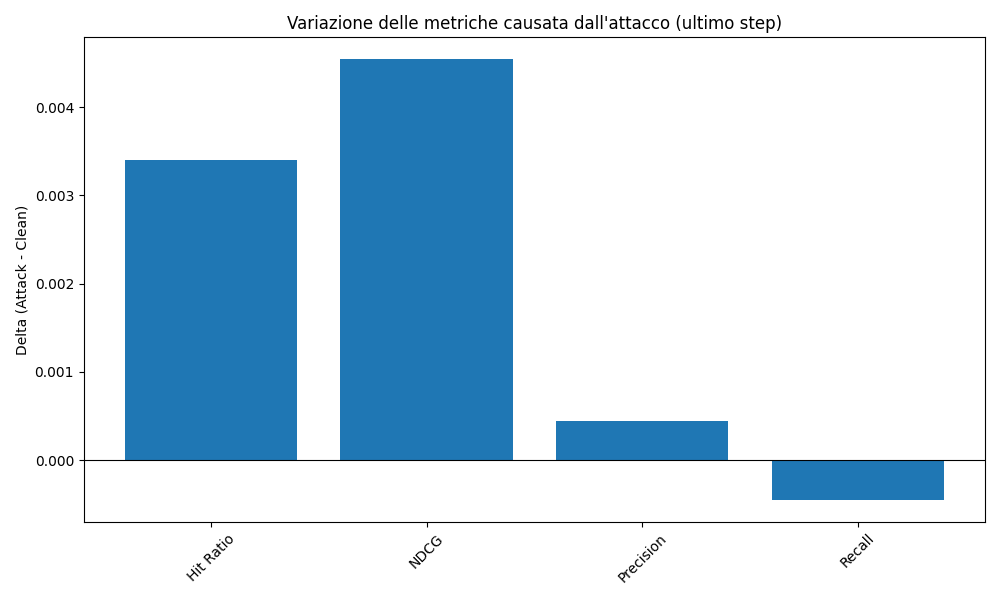 Variazione delle metriche causata dall'attacco (ultimo step)
Delta (Attack - Clean)
0.004
0.003
0.002
0.001
0.000
Hit Ratio
NDCG
Precision
Recall